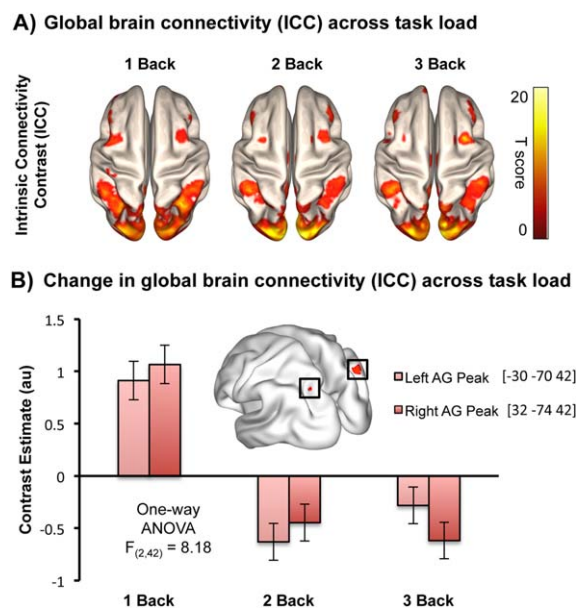 A) Global brain connectivity (ICC) across task load
1 Back 2 Back 3 Back
Intrinsic Connectivity
Contrast (ICC)
20
T score
0
B) Change in global brain connectivity (ICC) across task load
Contrast Estimate (au)
1.5
1
0.5
0
-0.5
-1
Left AG Peak [-30 -70 42]
Right AG Peak [32 -74 42]
One-way
ANOVA
F(2,42) = 8.18
1 Back 2 Back 3 Back